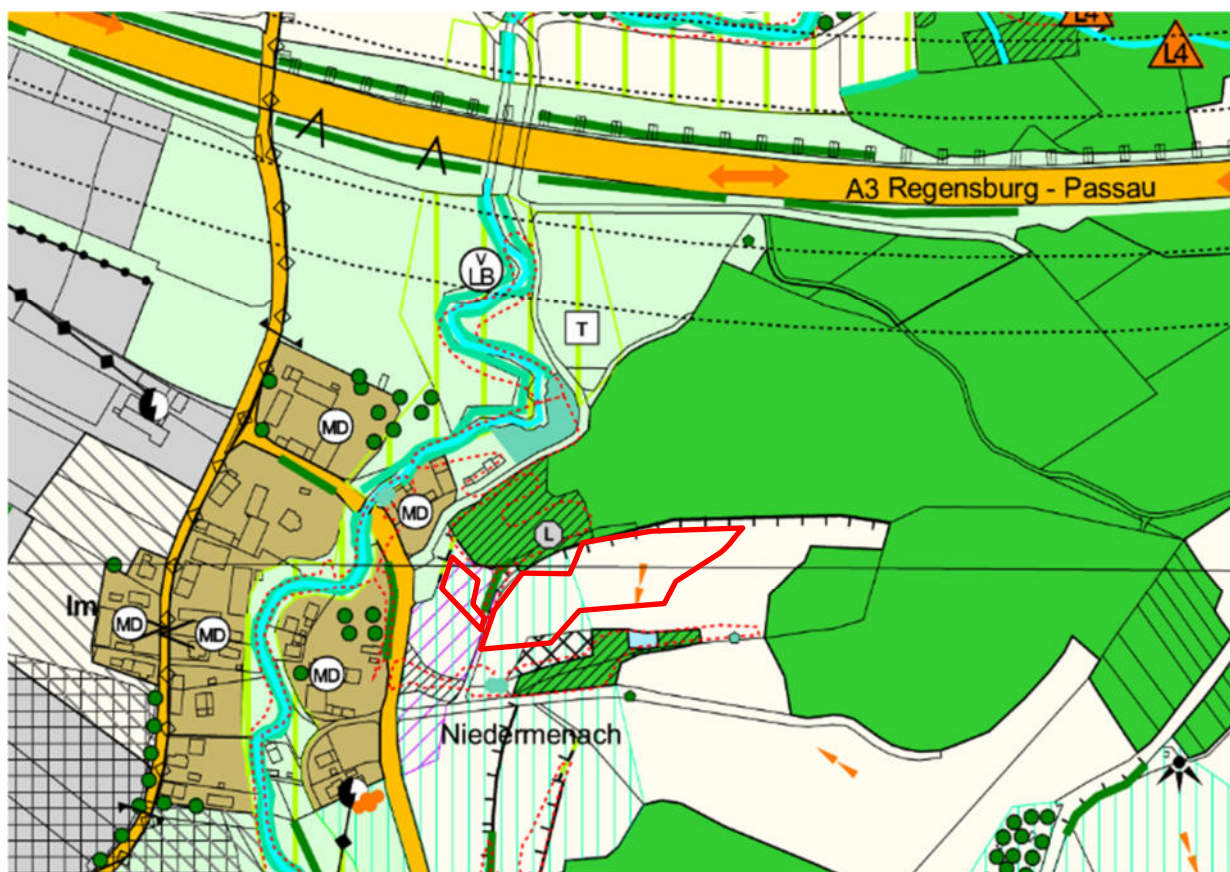 L4
L4
A3 Regensburg - Passau
V
LB
T
MD
MD
L
Im
MD
MD
MD
Niedermenach